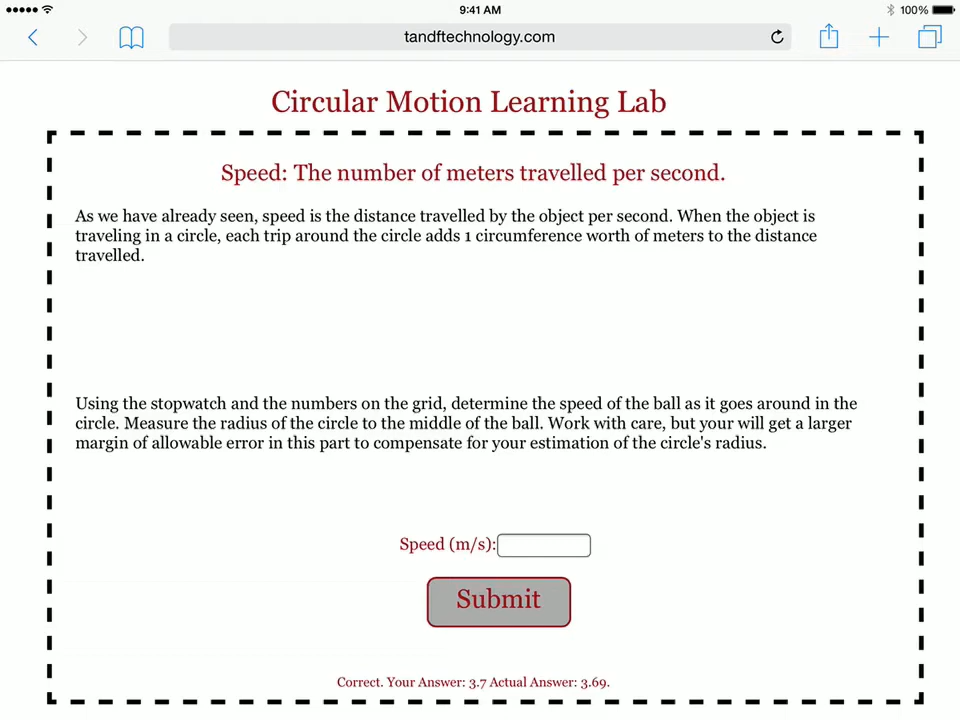 9:41 AM
100%
tandftechnology.com
Circular Motion Learning Lab
Speed: The number of meters travelled per second.
As we have already seen, speed is the distance travelled by the object per second. When the object is
traveling in a circle, each trip around the circle adds 1 circumference worth of meters to the distance
travelled.
Using the stopwatch and the numbers on the grid, determine the speed of the ball as it goes around in the
circle. Measure the radius of the circle to the middle of the ball. Work with care, but your will get a larger
margin of allowable error in this part to compensate for your estimation of the circle's radius.
Speed (m/s):
Submit
Correct. Your Answer: 3.7 Actual Answer: 3.69.